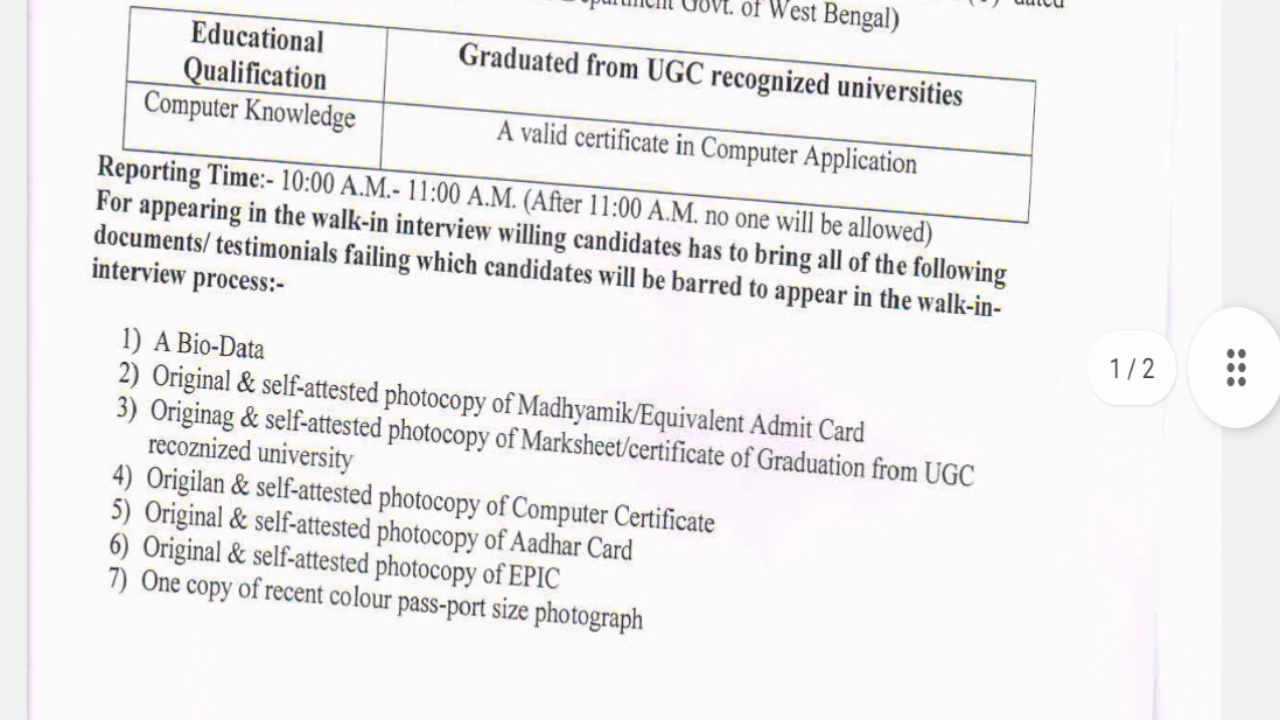 Govt. of West Bengal)
dated
Educational
Qualification
Graduated from UGC recognized universities
Computer Knowledge
A valid certificate in Computer Application
Reporting Time:- 10:00 A.M.- 11:00 A.M. (After 11:00 A.M. no one will be allowed)
For appearing in the walk-in interview willing candidates has to bring all of the following
documents/ testimonials failing which candidates will be barred to appear in the walk-in-
interview process:-
1) A Bio-Data
2) Original & self-attested photocopy of Madhyamik/Equivalent Admit Card
3) Originag & self-attested photocopy of Marksheet/certificate of Graduation from UGC
recoznized university
4) Origilan & self-attested photocopy of Computer Certificate
5) Original & self-attested photocopy of Aadhar Card
6) Original & self-attested photocopy of EPIC
7) One copy of recent colour pass-port size photograph
1 / 2